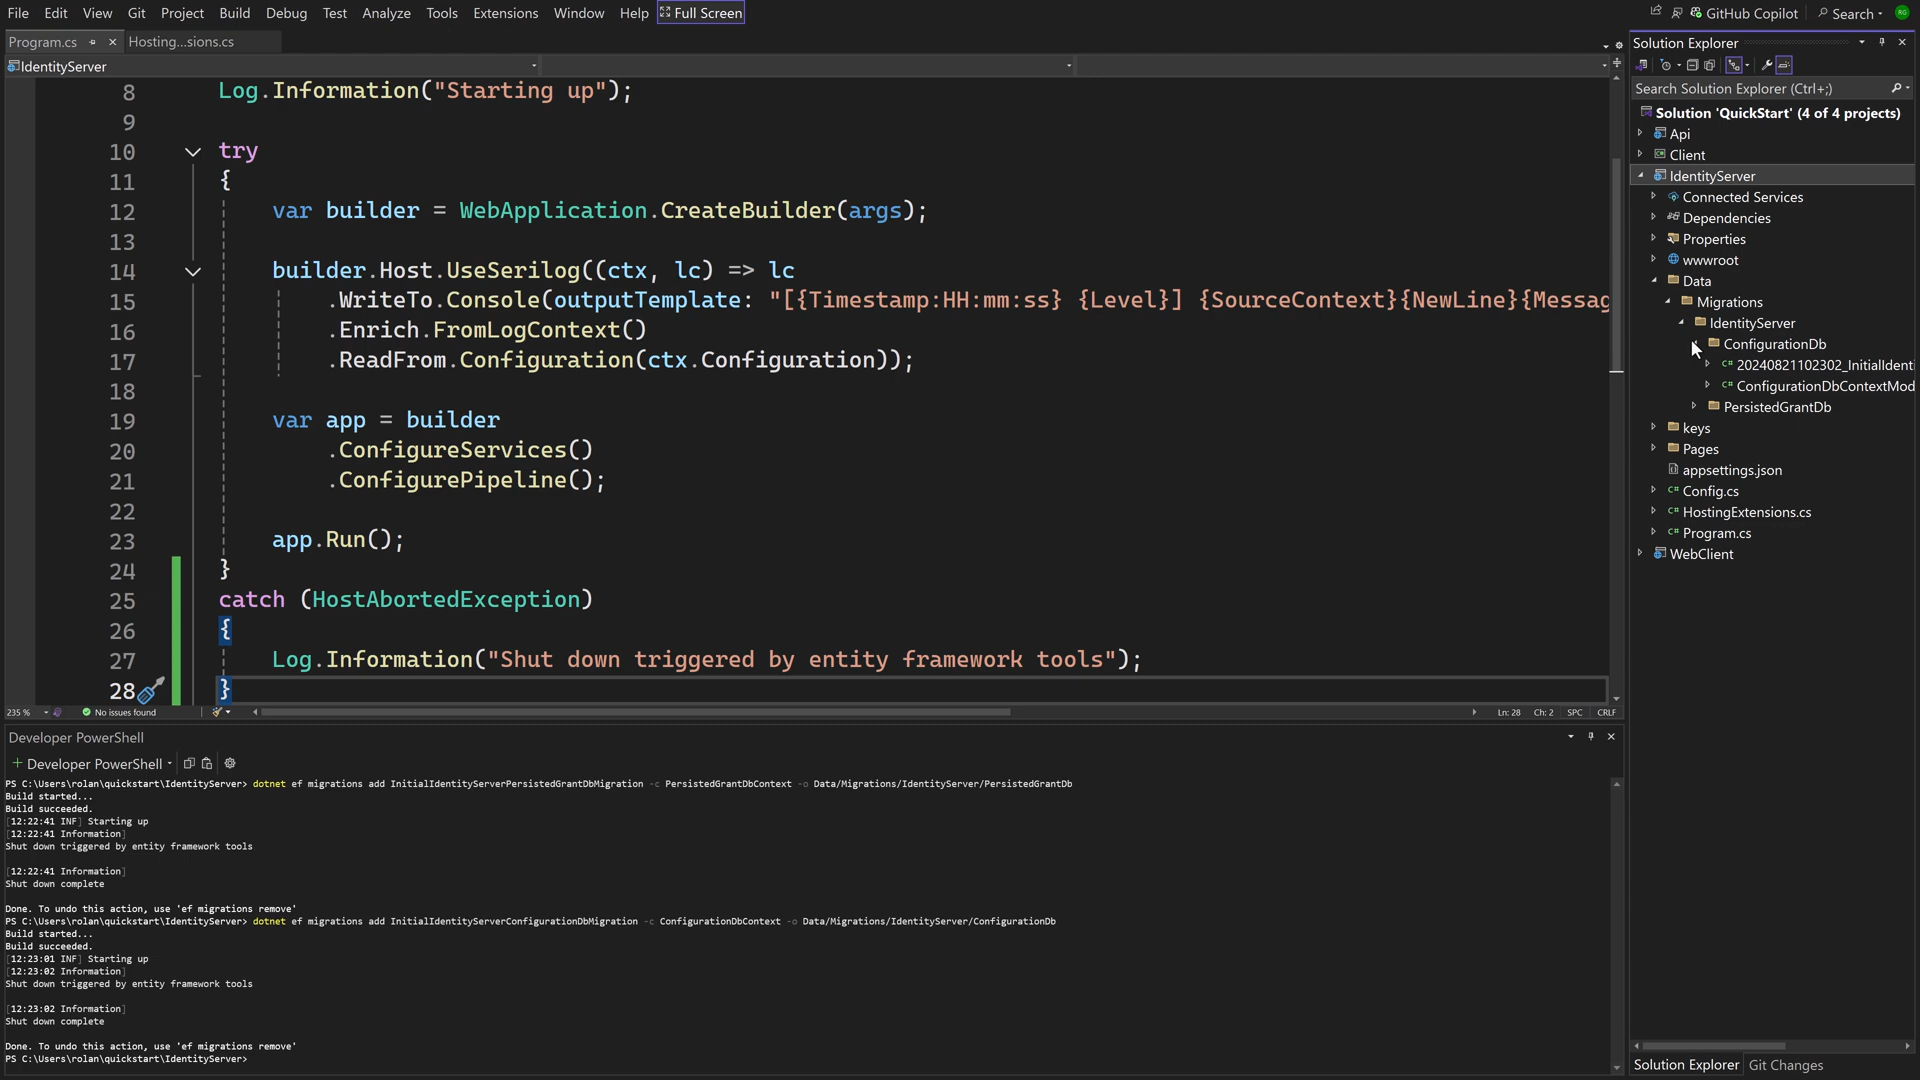 File Edit View Git Project Build Debug Test Analyze Tools Extensions Window Help Full Screen GitHub Copilot Search RG
Program.cs Hosting...sions.cs
IdentityServer
8 Log.Information("Starting up");
9
10 try
11 {
12 var builder = WebApplication.CreateBuilder(args);
13
14 builder.Host.UseSerilog((ctx, lc) => lc
15 .WriteTo.Console(outputTemplate: "[{Timestamp:HH:mm:ss} {Level}] {SourceContext}{NewLine}{Messag
16 .Enrich.FromLogContext()
17 .ReadFrom.Configuration(ctx.Configuration));
18
19 var app = builder
20 .ConfigureServices()
21 .ConfigurePipeline();
22
23 app.Run();
24 }
25 catch (HostAbortedException)
26 {
27 Log.Information("Shut down triggered by entity framework tools");
28 }
235 % No issues found Ln: 28 Ch: 2 SPC CRLF
Developer PowerShell
+ Developer PowerShell
PS C:\Users\rolan\quickstart\IdentityServer> dotnet ef migrations add InitialIdentityServerPersistedGrantDbMigration -c PersistedGrantDbContext -o Data/Migrations/IdentityServer/PersistedGrantDb
Build started...
Build succeeded.
[12:22:41 INF] Starting up
[12:22:41 Information]
Shut down triggered by entity framework tools
[12:22:41 Information]
Shut down complete
Done. To undo this action, use 'ef migrations remove'
PS C:\Users\rolan\quickstart\IdentityServer> dotnet ef migrations add InitialIdentityServerConfigurationDbMigration -c ConfigurationDbContext -o Data/Migrations/IdentityServer/ConfigurationDb
Build started...
Build succeeded.
[12:23:01 INF] Starting up
[12:23:02 Information]
Shut down triggered by entity framework tools
[12:23:02 Information]
Shut down complete
Done. To undo this action, use 'ef migrations remove'
PS C:\Users\rolan\quickstart\IdentityServer>
Solution Explorer
Search Solution Explorer (Ctrl+;)
Solution 'QuickStart' (4 of 4 projects)
Api
Client
IdentityServer
Connected Services
Dependencies
Properties
wwwroot
Data
Migrations
IdentityServer
ConfigurationDb
C# 20240821102302_InitialIdenti
C# ConfigurationDbContextMod
PersistedGrantDb
keys
Pages
appsettings.json
C# Config.cs
C# HostingExtensions.cs
C# Program.cs
WebClient
Solution Explorer Git Changes